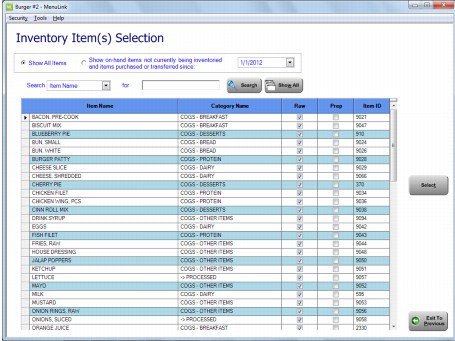 Burger #2 - MenuLink
Security Tools Help
Inventory Item(s) Selection
Show All Items
Show on-hand items not currently being inventoried and items purchased or transferred since:
1/1/2012
Search Item Name for Search Show All
Item Name Category Name Raw Prep Item ID
BACON, PRE-COOK COGS - BREAKFAST 9021
BISCUIT MIX COGS - BREAKFAST 9047
BLUEBERRY PIE COGS - DESSERTS 910
BUN, SMALL COGS - BREAD 9024
BUN, WHITE COGS - BREAD 9026
BURGER PATTY COGS - PROTEIN 9028
CHEESE SLICE COGS - DAIRY 9029
CHEESE, SHREDDED COGS - DAIRY 9066
CHERRY PIE COGS - DESSERTS 370
CHICKEN FILET COGS - PROTEIN 9034
CHICKEN WING, PCS COGS - PROTEIN 9036
CINN ROLL MIX COGS - DESSERTS 9038
DRINK SYRUP COGS - OTHER ITEMS 9094
EGGS COGS - DAIRY 9042
FISH FILET COGS - PROTEIN 9043
FRIES, RAW COGS - OTHER ITEMS 9044
HOUSE DRESSING COGS - OTHER ITEMS 9048
JALAP POPPERS COGS - OTHER ITEMS 9050
KETCHUP COGS - OTHER ITEMS 9051
LETTUCE -> PROCESSED 9057
MAYO COGS - OTHER ITEMS 9052
MILK COGS - DAIRY 595
MUSTARD COGS - OTHER ITEMS 9053
ONION RINGS, RAW COGS - OTHER ITEMS 9056
ONIONS, SLICED -> PROCESSED 9058
ORANGE JUICE COGS - BREAKFAST 2330
Select
Exit To Previous